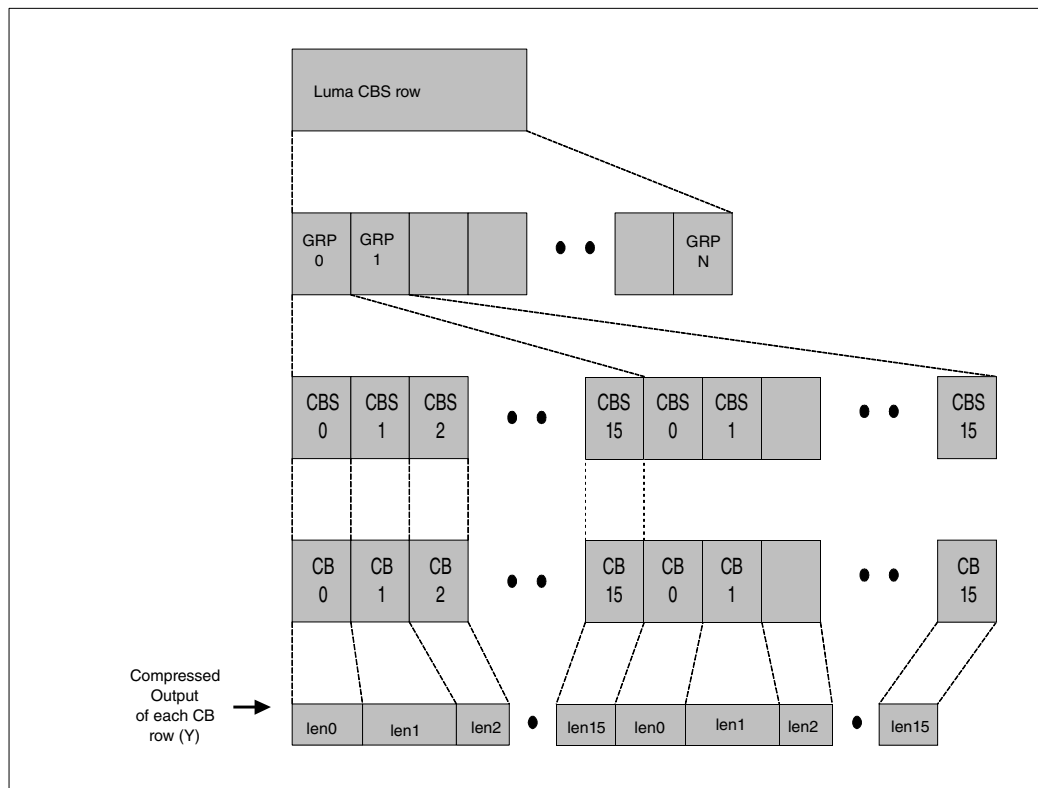 Luma CBS row
GRP
0
GRP
1
GRP
N
CBS
0
CBS
1
CBS
2
CBS
15
CBS
0
CBS
1
CBS
15
CB
0
CB
1
CB
2
CB
15
CB
0
CB
1
CB
15
Compressed
Output
of each CB
row (Y)
len0
len1
len2
len15
len0
len1
len2
len15